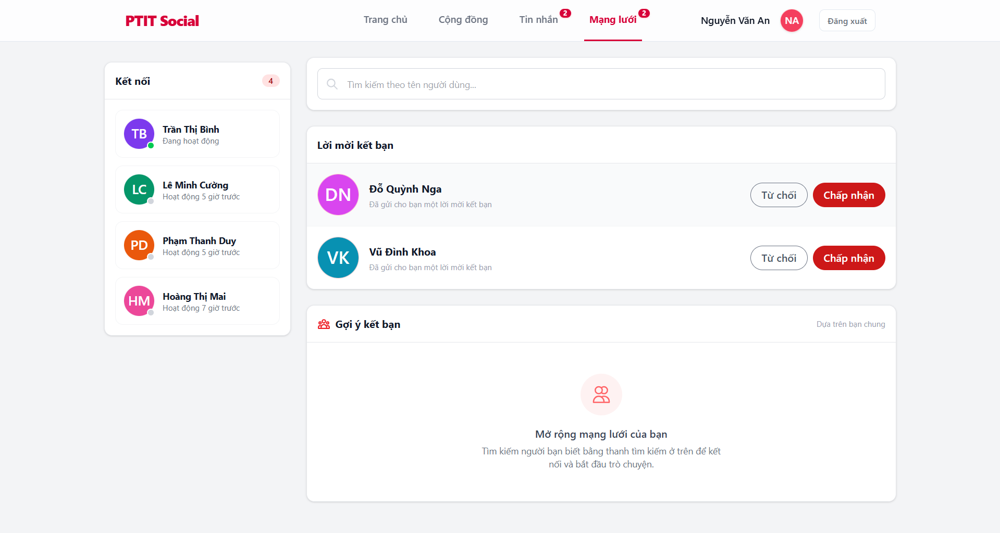 PTIT Social
Trang chủ
Cộng đồng
Tin nhắn
2
Mạng lưới
2
Nguyễn Văn An
NA
Đăng xuất
Kết nối
4
TB
Trần Thị Bình
Đang hoạt động
LC
Lê Minh Cường
Hoạt động 5 giờ trước
PD
Phạm Thanh Duy
Hoạt động 5 giờ trước
HM
Hoàng Thị Mai
Hoạt động 7 giờ trước
Tìm kiếm theo tên người dùng...
Lời mời kết bạn
DN
Đỗ Quỳnh Nga
Đã gửi cho bạn một lời mời kết bạn
Từ chối
Chấp nhận
VK
Vũ Đình Khoa
Đã gửi cho bạn một lời mời kết bạn
Từ chối
Chấp nhận
Gợi ý kết bạn
Dựa trên bạn chung
Mở rộng mạng lưới của bạn
Tìm kiếm người bạn biết bằng thanh tìm kiếm ở trên để kết
nối và bắt đầu trò chuyện.